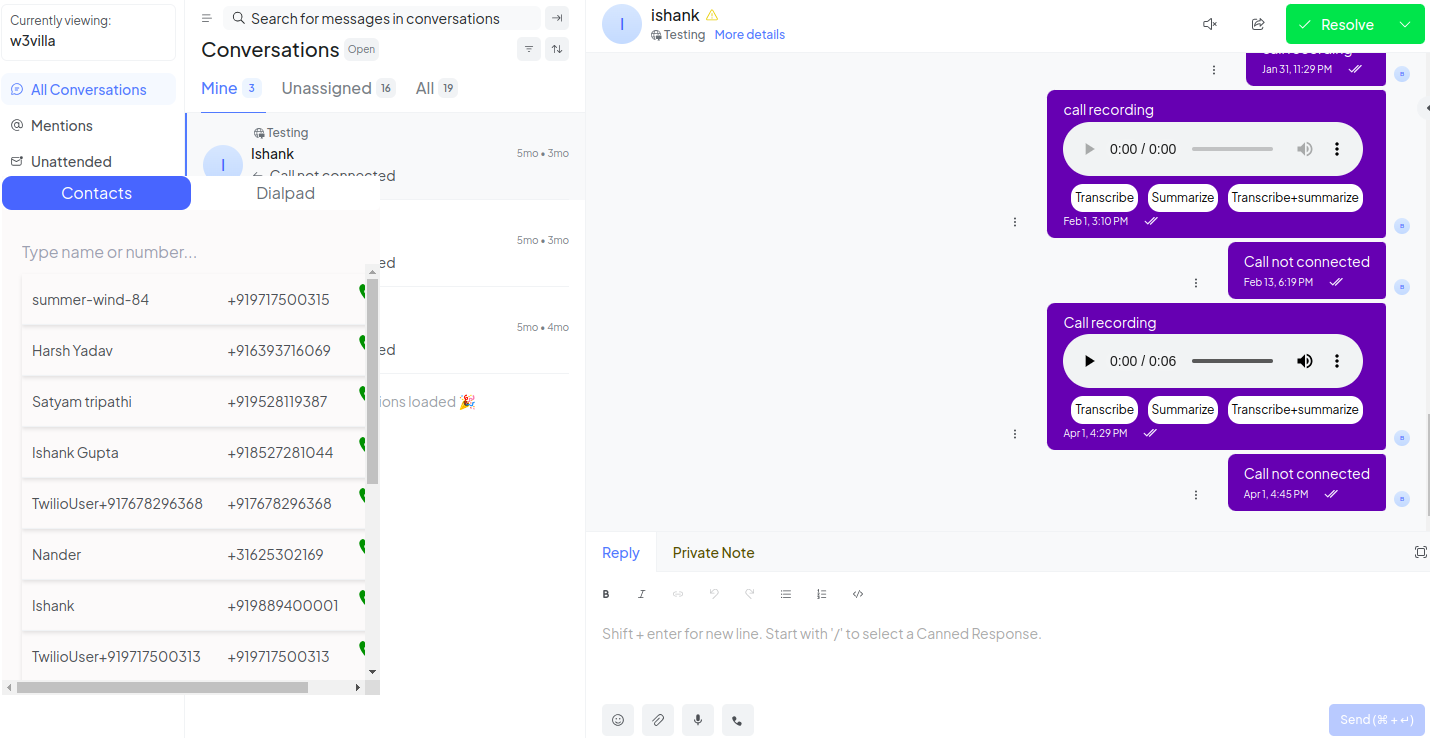 Currently viewing:
w3villa
All Conversations
Mentions
Unattended
Contacts
Dialpad
Type name or number...
summer-wind-84 +919717500315
Harsh Yadav +916393716069
Satyam tripathi +919528119387
Ishank Gupta +918527281044
TwilioUser+917678296368 +917678296368
Nander +31625302169
Ishank +919889400001
TwilioUser+919717500313 +919717500313
Search for messages in conversations
Conversations Open
Mine 3 Unassigned 16 All 19
Testing
I
Ishank 5mo • 3mo
Call not connected
5mo • 3mo
ed
5mo • 4mo
ed
ions loaded 🎉
I
ishank
Testing More details
Resolve
call recording
Jan 31, 11:29 PM
call recording
0:00 / 0:00
Transcribe Summarize Transcribe+summarize
Feb 1, 3:10 PM
Call not connected
Feb 13, 6:19 PM
Call recording
0:00 / 0:06
Transcribe Summarize Transcribe+summarize
Apr 1, 4:29 PM
Call not connected
Apr 1, 4:45 PM
Reply Private Note
B I
Shift + enter for new line. Start with '/' to select a Canned Response.
Send (⌘ + ↵)